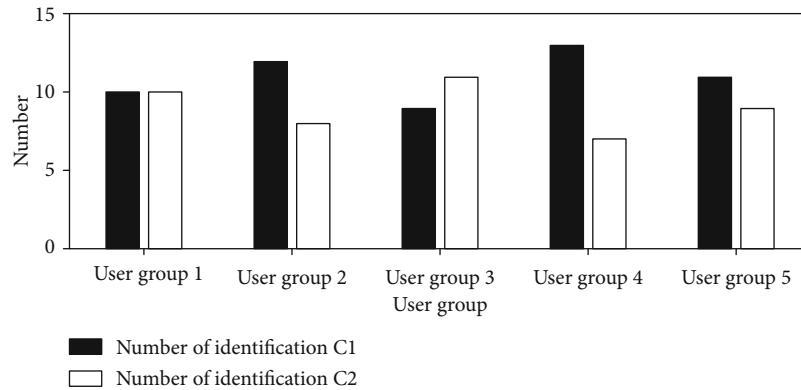 15
10
5
0
Number
User group 1
User group 2
User group 3
User group 4
User group 5
User group
Number of identification C1
Number of identification C2